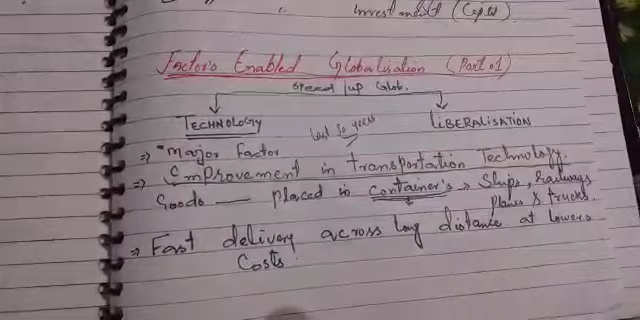 Investment (Capital)
Factors Enabled Globalisation (Part 01)
Speed up Glob.
TECHNOLOGY
last 50 years
LIBERALISATION
=> "Major Factor
=> Improvement in transportation Technology.
Goods — placed in container's → Ships, Railways
planes & trucks.
=> Fast delivery across long distance at lowers
Costs.